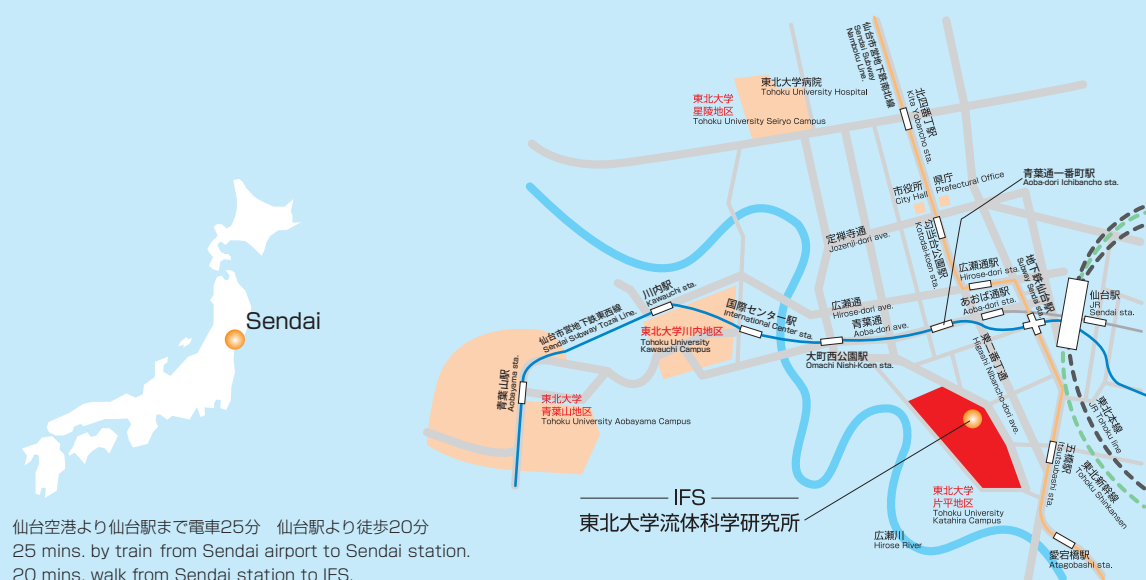 仙台市営地下鉄南北線
Sendai Subway
Namboku Line.
東北大学病院
Tohoku University Hospital
東北大学
星陵地区
Tohoku University Seiryo Campus
北四番丁駅
Kita Yobancho sta.
市役所
City Hall
県庁
Prefectural Office
青葉通一番町駅
Aoba-dori Ichibancho sta.
定禅寺通
Jozenji-dori ave.
勾当台公園駅
Kotodai-koen sta.
広瀬通駅
Hirose-dori sta.
地下鉄仙台駅
Subway Sendai sta.
あおば通駅
Aoba-dori sta.
仙台駅
JR
Sendai sta.
川内駅
Kawauchi sta.
国際センター駅
International Center sta.
広瀬通
Hirose-dori ave.
青葉通
Aoba-dori ave.
仙台市営地下鉄東西線
Sendai Subway Tozai Line.
東北大学川内地区
Tohoku University
Kawauchi Campus
大町西公園駅
Omachi Nishi-Koen sta.
東二番丁通
Higashi Nibancho-dori ave.
青葉山駅
Aobayama sta.
東北大学
青葉山地区
Tohoku University Aobayama Campus
東北本線
JR Tohoku line
東北新幹線
Tohoku Shinkansen
五橋駅
Itsutsubashi sta.
東北大学
片平地区
Tohoku University
Katahira Campus
広瀬川
Hirose River
愛宕橋駅
Atagobashi sta.
IFS
東北大学流体科学研究所
Sendai
仙台空港より仙台駅まで電車25分　仙台駅より徒歩20分
25 mins. by train from Sendai airport to Sendai station.
20 mins. walk from Sendai station to IFS.